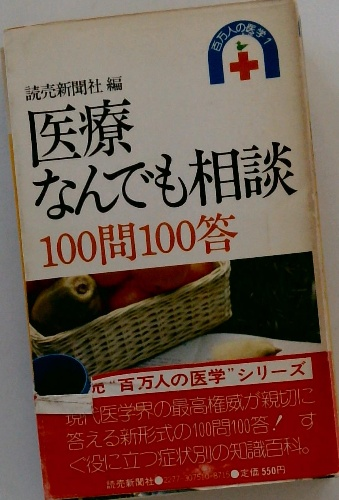 百万人の医学 1
読売新聞社 編
医療
なんでも相談
100問100答
売“百万人の医学”シリーズ
現代医学界の最高権威が親切に
答える新形式の100問100答! す
ぐ役に立つ症状別の知識百科。
読売新聞社● ●定価 550円